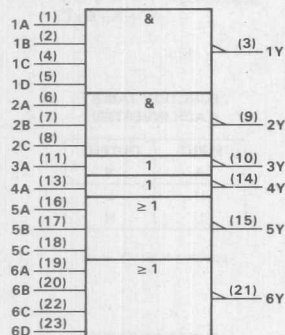 1A (1)
1B (2)
1C (4)
1D (5)
&
(3) 1Y
2A (6)
2B (7)
2C (8)
&
(9) 2Y
3A (11)
1
(10) 3Y
4A (13)
1
(14) 4Y
5A (16)
5B (17)
5C (18)
≥ 1
(15) 5Y
6A (19)
6B (20)
6C (22)
6D (23)
≥ 1
(21) 6Y